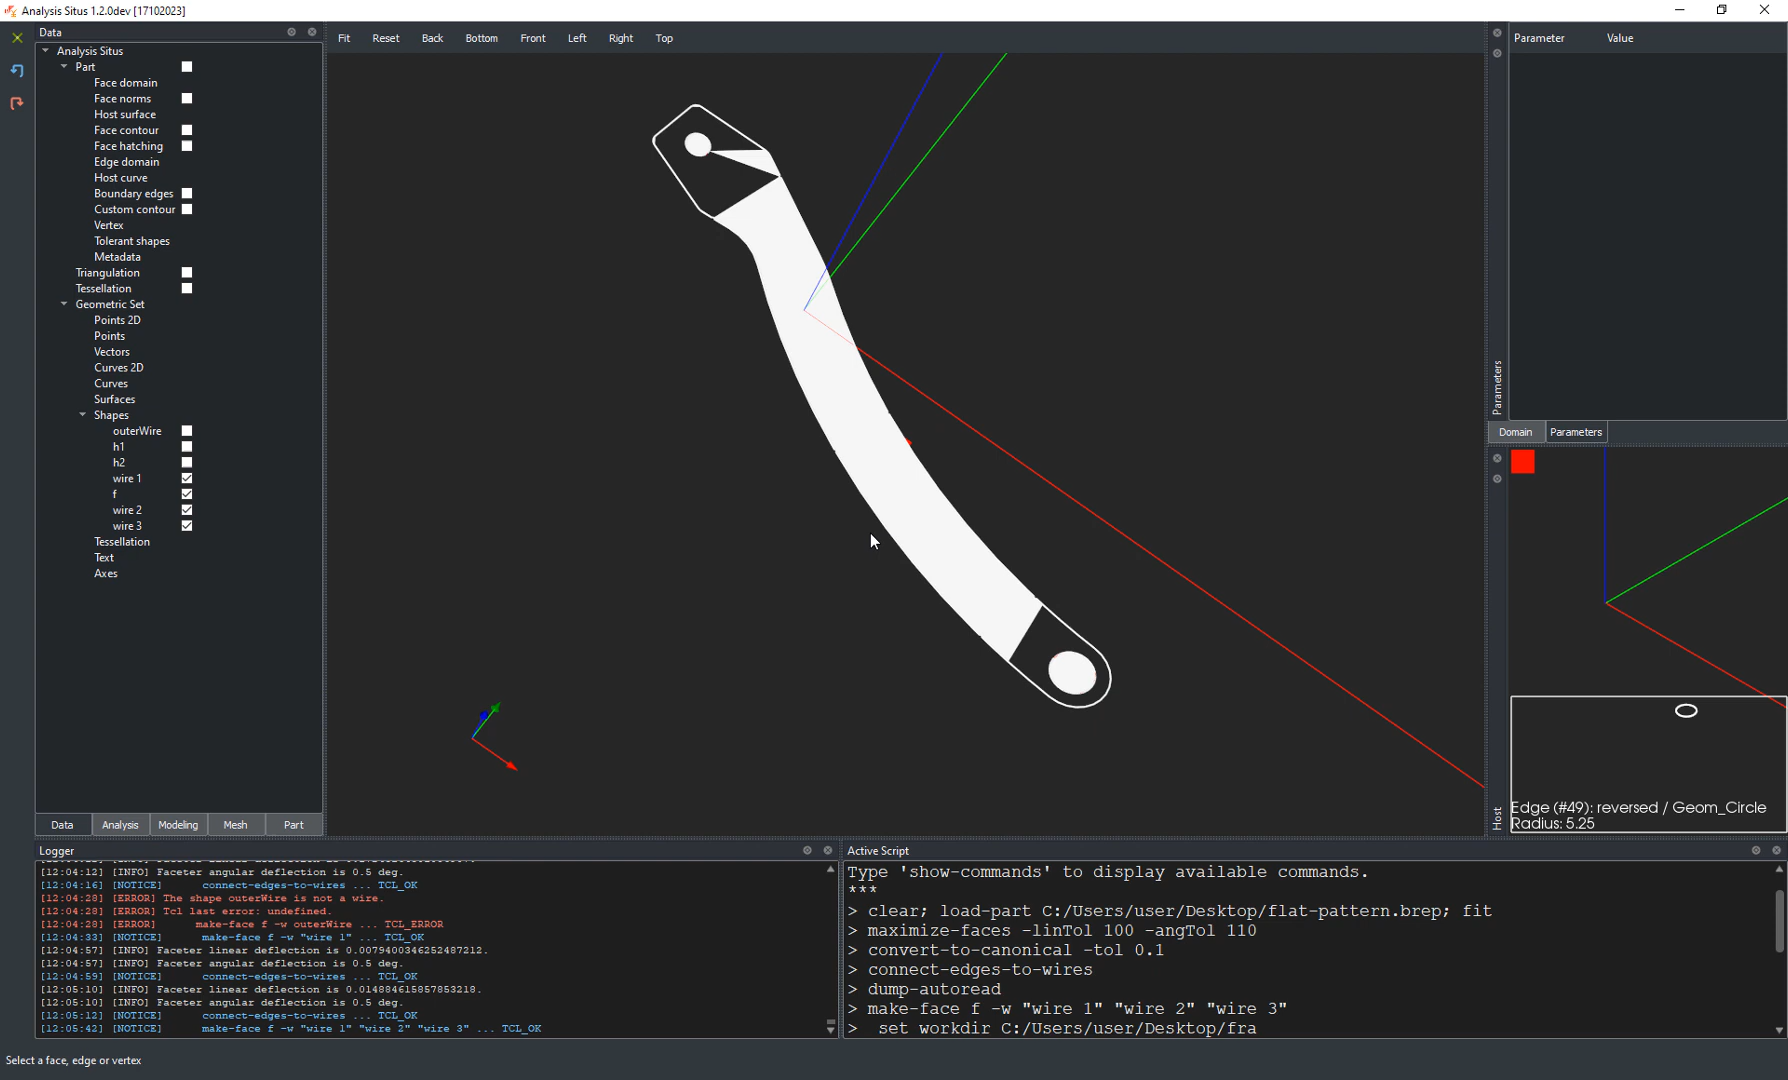 Analysis Situs 1.2.0dev [17102023]
Data
Analysis Situs
Part
Face domain
Face norms
Host surface
Face contour
Face hatching
Edge domain
Host curve
Boundary edges
Custom contour
Vertex
Tolerant shapes
Metadata
Triangulation
Tessellation
Geometric Set
Points 2D
Points
Vectors
Curves 2D
Curves
Surfaces
Shapes
outerWire
h1
h2
wire 1
f
wire 2
wire 3
Tessellation
Text
Axes
Data Analysis Modeling Mesh Part
Fit Reset Back Bottom Front Left Right Top
Parameter Value
Parameters
Domain Parameters
Host
Edge (#49): reversed / Geom_Circle
Radius: 5.25
Logger
[12:04:12] [INFO] Faceter angular deflection is 0.5 deg.
[12:04:16] [NOTICE] connect-edges-to-wires ... TCL_OK
[12:04:28] [ERROR] The shape outerWire is not a wire.
[12:04:28] [ERROR] Tcl last error: undefined.
[12:04:28] [ERROR] make-face f -w outerWire ... TCL_ERROR
[12:04:33] [NOTICE] make-face f -w "wire 1" ... TCL_OK
[12:04:57] [INFO] Faceter linear deflection is 0.0079400346252487212.
[12:04:57] [INFO] Faceter angular deflection is 0.5 deg.
[12:04:59] [NOTICE] connect-edges-to-wires ... TCL_OK
[12:05:10] [INFO] Faceter linear deflection is 0.014884615857853218.
[12:05:10] [INFO] Faceter angular deflection is 0.5 deg.
[12:05:12] [NOTICE] connect-edges-to-wires ... TCL_OK
[12:05:42] [NOTICE] make-face f -w "wire 1" "wire 2" "wire 3" ... TCL_OK
Active Script
Type 'show-commands' to display available commands.
***
> clear; load-part C:/Users/user/Desktop/flat-pattern.brep; fit
> maximize-faces -linTol 100 -angTol 110
> convert-to-canonical -tol 0.1
> connect-edges-to-wires
> dump-autoread
> make-face f -w "wire 1" "wire 2" "wire 3"
> set workdir C:/Users/user/Desktop/fra
Select a face, edge or vertex